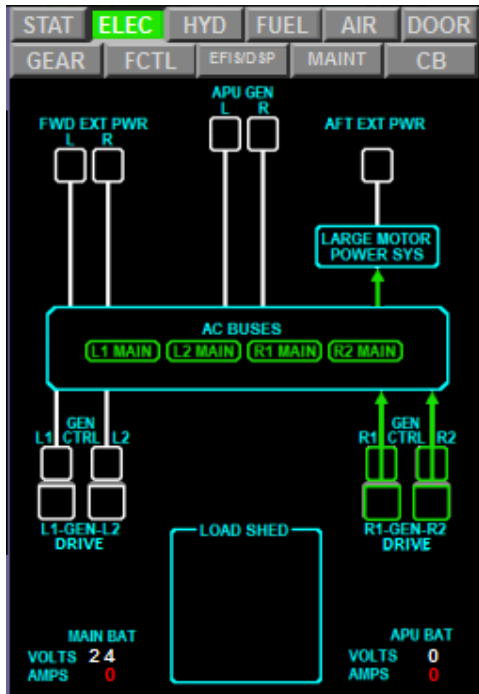 STAT ELEC HYD FUEL AIR DOOR
GEAR FCTL EFIS/DSP MAINT CB
APU GEN
L R
FWD EXT PWR
L R
AFT EXT PWR
LARGE MOTOR
POWER SYS
AC BUSES
L1 MAIN L2 MAIN R1 MAIN R2 MAIN
GEN
L1 CTRL L2
GEN
R1 CTRL R2
L1-GEN-L2
DRIVE
LOAD SHED
R1-GEN-R2
DRIVE
MAIN BAT
VOLTS 24
AMPS 0
APU BAT
VOLTS 0
AMPS 0